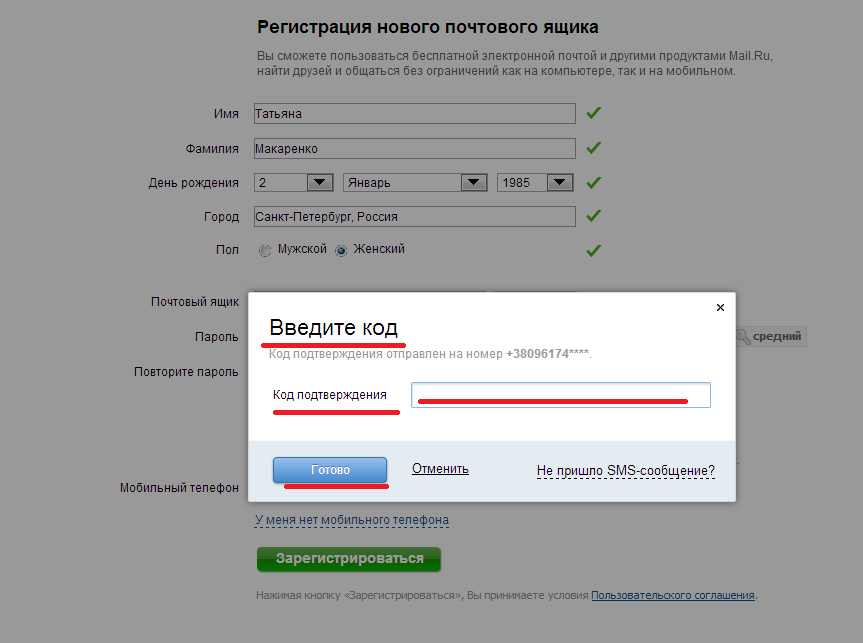 Регистрация нового почтового ящика
Вы сможете пользоваться бесплатной электронной почтой и другими продуктами Mail.Ru,
найти друзей и общаться без ограничений как на компьютере, так и на мобильном.
Имя Татьяна
Фамилия Макаренко
День рождения 2 Январь 1985
Город Санкт-Петербург, Россия
Пол Мужской Женский
Почтовый ящик
Введите код
Пароль средний
Код подтверждения отправлен на номер +38096174****.
Повторите пароль
Код подтверждения
Готово Отменить Не пришло SMS-сообщение?
Мобильный телефон
У меня нет мобильного телефона
Зарегистрироваться
Нажимая кнопку «Зарегистрироваться», Вы принимаете условия Пользовательского соглашения.